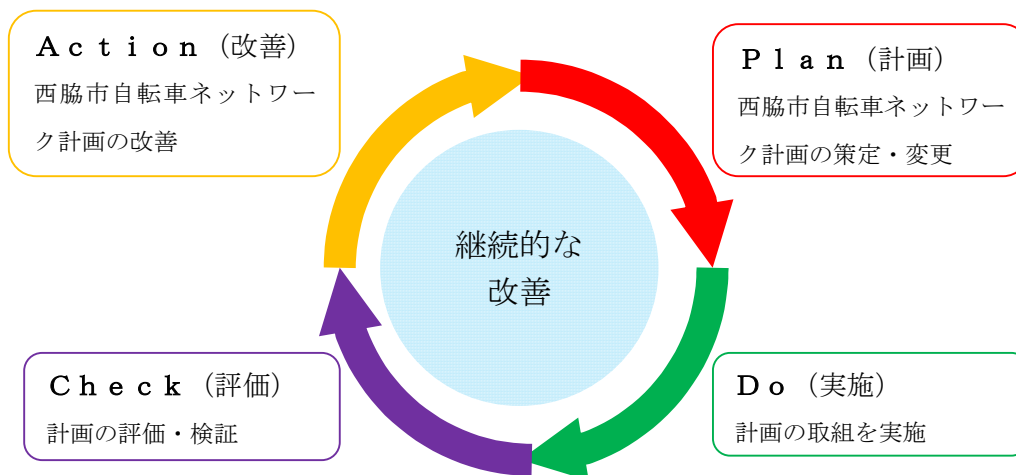 Action（改善）
西脇市自転車ネットワー
ク計画の改善
Plan（計画）
西脇市自転車ネットワー
ク計画の策定・変更
継続的な
改善
Check（評価）
計画の評価・検証
Do（実施）
計画の取組を実施